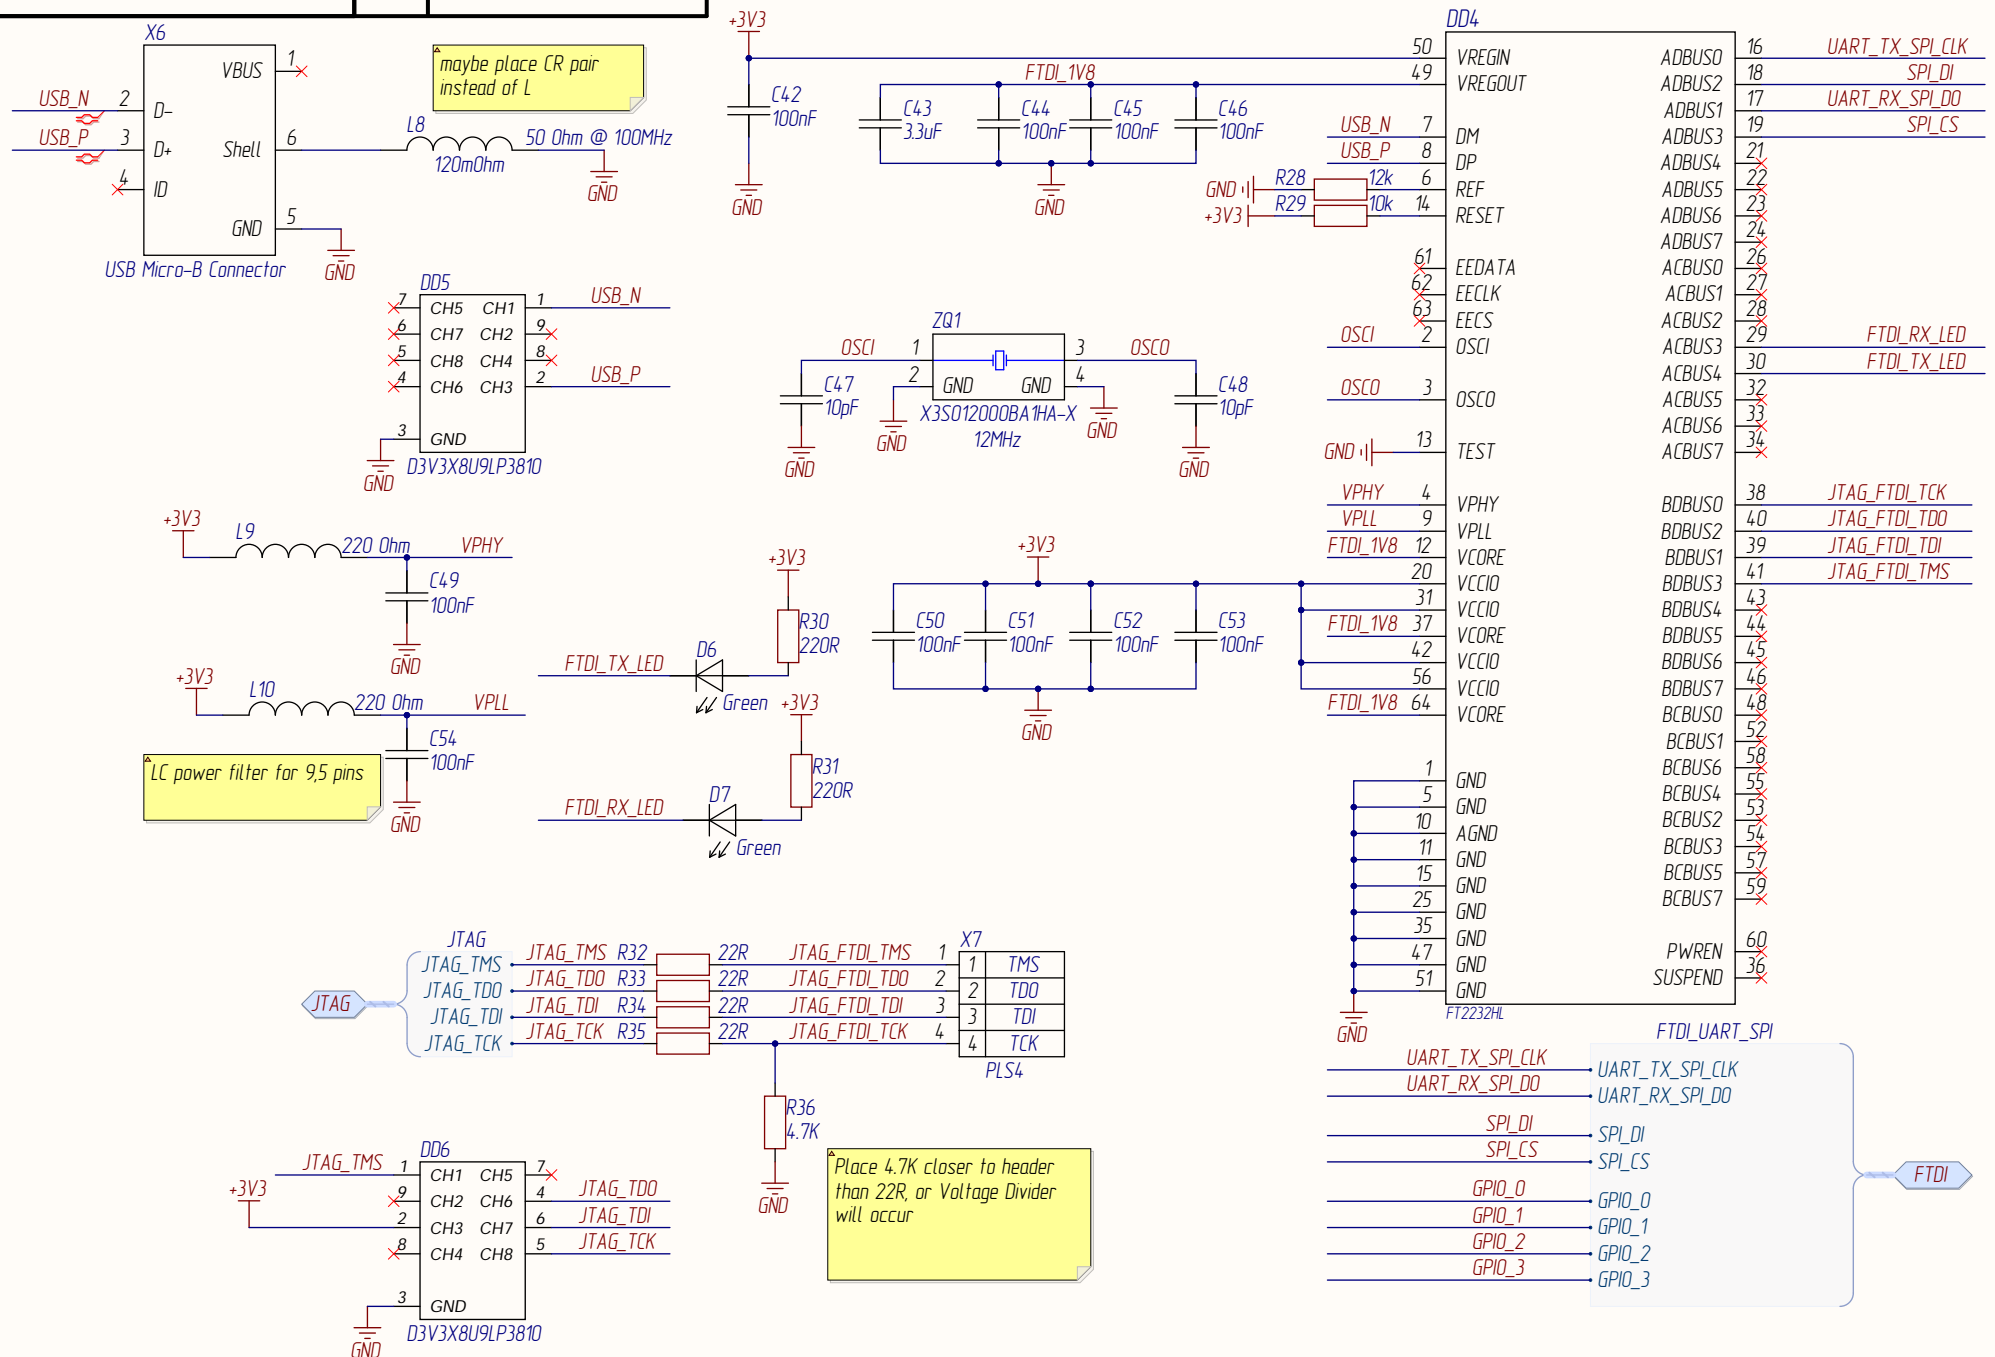 X6
VBUS 1
USB_N 2 D-
USB_P 3 D+
Shell 6
4 ID
GND 5
GND
USB Micro-B Connector
maybe place CR pair
instead of L
L8
50 Ohm @ 100MHz
120mOhm
GND
DD5
7 CH5 CH1 1 USB_N
6 CH7 CH2 9
5 CH8 CH4 8
4 CH6 CH3 2 USB_P
3 GND
GND
D3V3X8U9LP3810
+3V3
L9
220 Ohm
VPHY
C49
100nF
GND
+3V3
L10
220 Ohm
VPLL
C54
100nF
GND
LC power filter for 9,5 pins
+3V3
C42
100nF
GND
FTDI_1V8
C43
3.3uF
C44
100nF
C45
100nF
C46
100nF
GND
ZQ1
OSCI 1 3 OSCO
2 GND GND 4
C47
10pF
GND
GND
X3S012000BA1HA-X
12MHz
GND
C48
10pF
GND
+3V3
R30
220R
FTDI_TX_LED
D6
Green
+3V3
R31
220R
FTDI_RX_LED
D7
Green
+3V3
C50
100nF
C51
100nF
C52
100nF
C53
100nF
GND
DD4
50 VREGIN
49 VREGOUT
USB_N 7 DM
USB_P 8 DP
GND R28 12k 6 REF
+3V3 R29 10k 14 RESET
61 EEDATA
62 EECLK
63 EECS
OSCI 2 OSCI
OSCO 3 OSCO
GND 13 TEST
VPHY 4 VPHY
VPLL 9 VPLL
FTDI_1V8 12 VCORE
20 VCCIO
31 VCCIO
FTDI_1V8 37 VCORE
42 VCCIO
56 VCCIO
FTDI_1V8 64 VCORE
1 GND
5 GND
10 AGND
11 GND
15 GND
25 GND
35 GND
47 GND
51 GND
GND
FT2232HL
ADBUS0 16 UART_TX_SPI_CLK
ADBUS2 18 SPI_DI
ADBUS1 17 UART_RX_SPI_DO
ADBUS3 19 SPI_CS
ADBUS4 21
ADBUS5 22
ADBUS6 23
ADBUS7 24
ACBUS0 26
ACBUS1 27
ACBUS2 28
ACBUS3 29 FTDI_RX_LED
ACBUS4 30 FTDI_TX_LED
ACBUS5 32
ACBUS6 33
ACBUS7 34
BDBUS0 38 JTAG_FTDI_TCK
BDBUS2 40 JTAG_FTDI_TDO
BDBUS1 39 JTAG_FTDI_TDI
BDBUS3 41 JTAG_FTDI_TMS
BDBUS4 43
BDBUS5 44
BDBUS6 45
BDBUS7 46
BCBUS0 48
BCBUS1 52
BCBUS6 58
BCBUS4 55
BCBUS2 53
BCBUS3 54
BCBUS5 57
BCBUS7 59
PWREN 60
SUSPEND 36
JTAG
JTAG
JTAG_TMS JTAG_TMS R32 22R JTAG_FTDI_TMS 1
JTAG_TDO JTAG_TDO R33 22R JTAG_FTDI_TDO 2
JTAG_TDI JTAG_TDI R34 22R JTAG_FTDI_TDI 3
JTAG_TCK JTAG_TCK R35 22R JTAG_FTDI_TCK 4
X7
1 TMS
2 TDO
3 TDI
4 TCK
PLS4
R36
4.7K
GND
Place 4.7K closer to header
than 22R, or Voltage Divider
will occur
DD6
JTAG_TMS 1 CH1 CH5 7
+3V3 9 CH2 CH6 4 JTAG_TDO
2 CH3 CH7 6 JTAG_TDI
8 CH4 CH8 5 JTAG_TCK
3 GND
GND
D3V3X8U9LP3810
FTDI_UART_SPI
UART_TX_SPI_CLK UART_TX_SPI_CLK
UART_RX_SPI_DO UART_RX_SPI_DO
SPI_DI SPI_DI
SPI_CS SPI_CS
GPIO_0 GPIO_0
GPIO_1 GPIO_1
GPIO_2 GPIO_2
GPIO_3 GPIO_3
FTDI